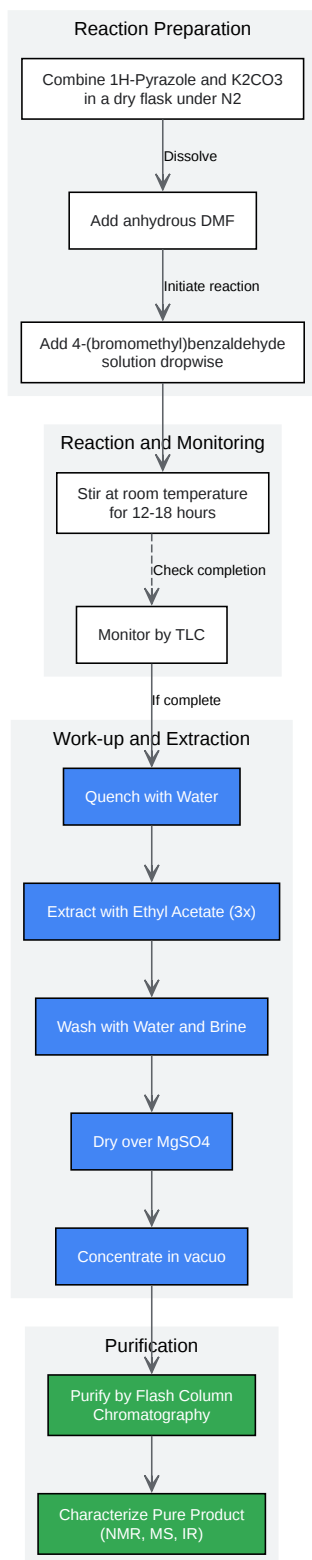 Reaction Preparation
Combine 1H-Pyrazole and K2CO3
in a dry flask under N2
Dissolve
Add anhydrous DMF
Initiate reaction
Add 4-(bromomethyl)benzaldehyde
solution dropwise
Reaction and Monitoring
Stir at room temperature
for 12-18 hours
Check completion
Monitor by TLC
If complete
Work-up and Extraction
Quench with Water
Extract with Ethyl Acetate (3x)
Wash with Water and Brine
Dry over MgSO4
Concentrate in vacuo
Purification
Purify by Flash Column
Chromatography
Characterize Pure Product
(NMR, MS, IR)